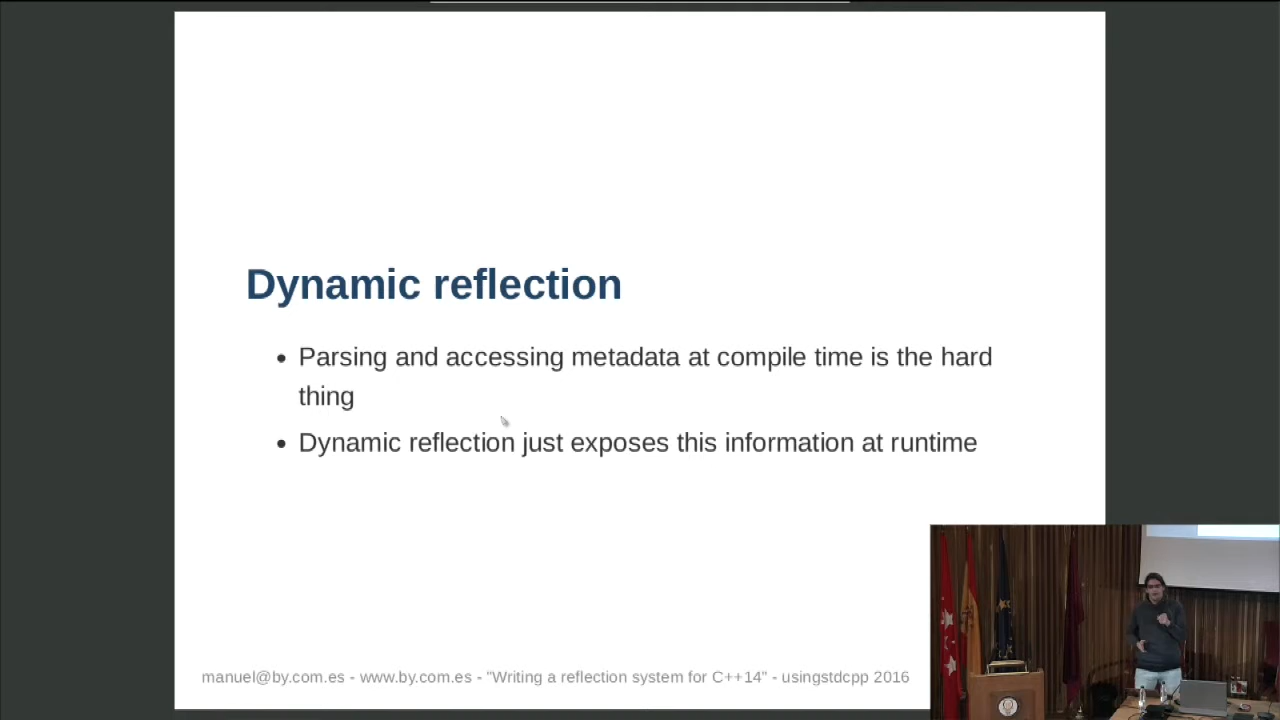 Dynamic reflection
• Parsing and accessing metadata at compile time is the hard
thing
• Dynamic reflection just exposes this information at runtime
manuel@by.com.es - www.by.com.es - "Writing a reflection system for C++14" - usingstdcpp 2016